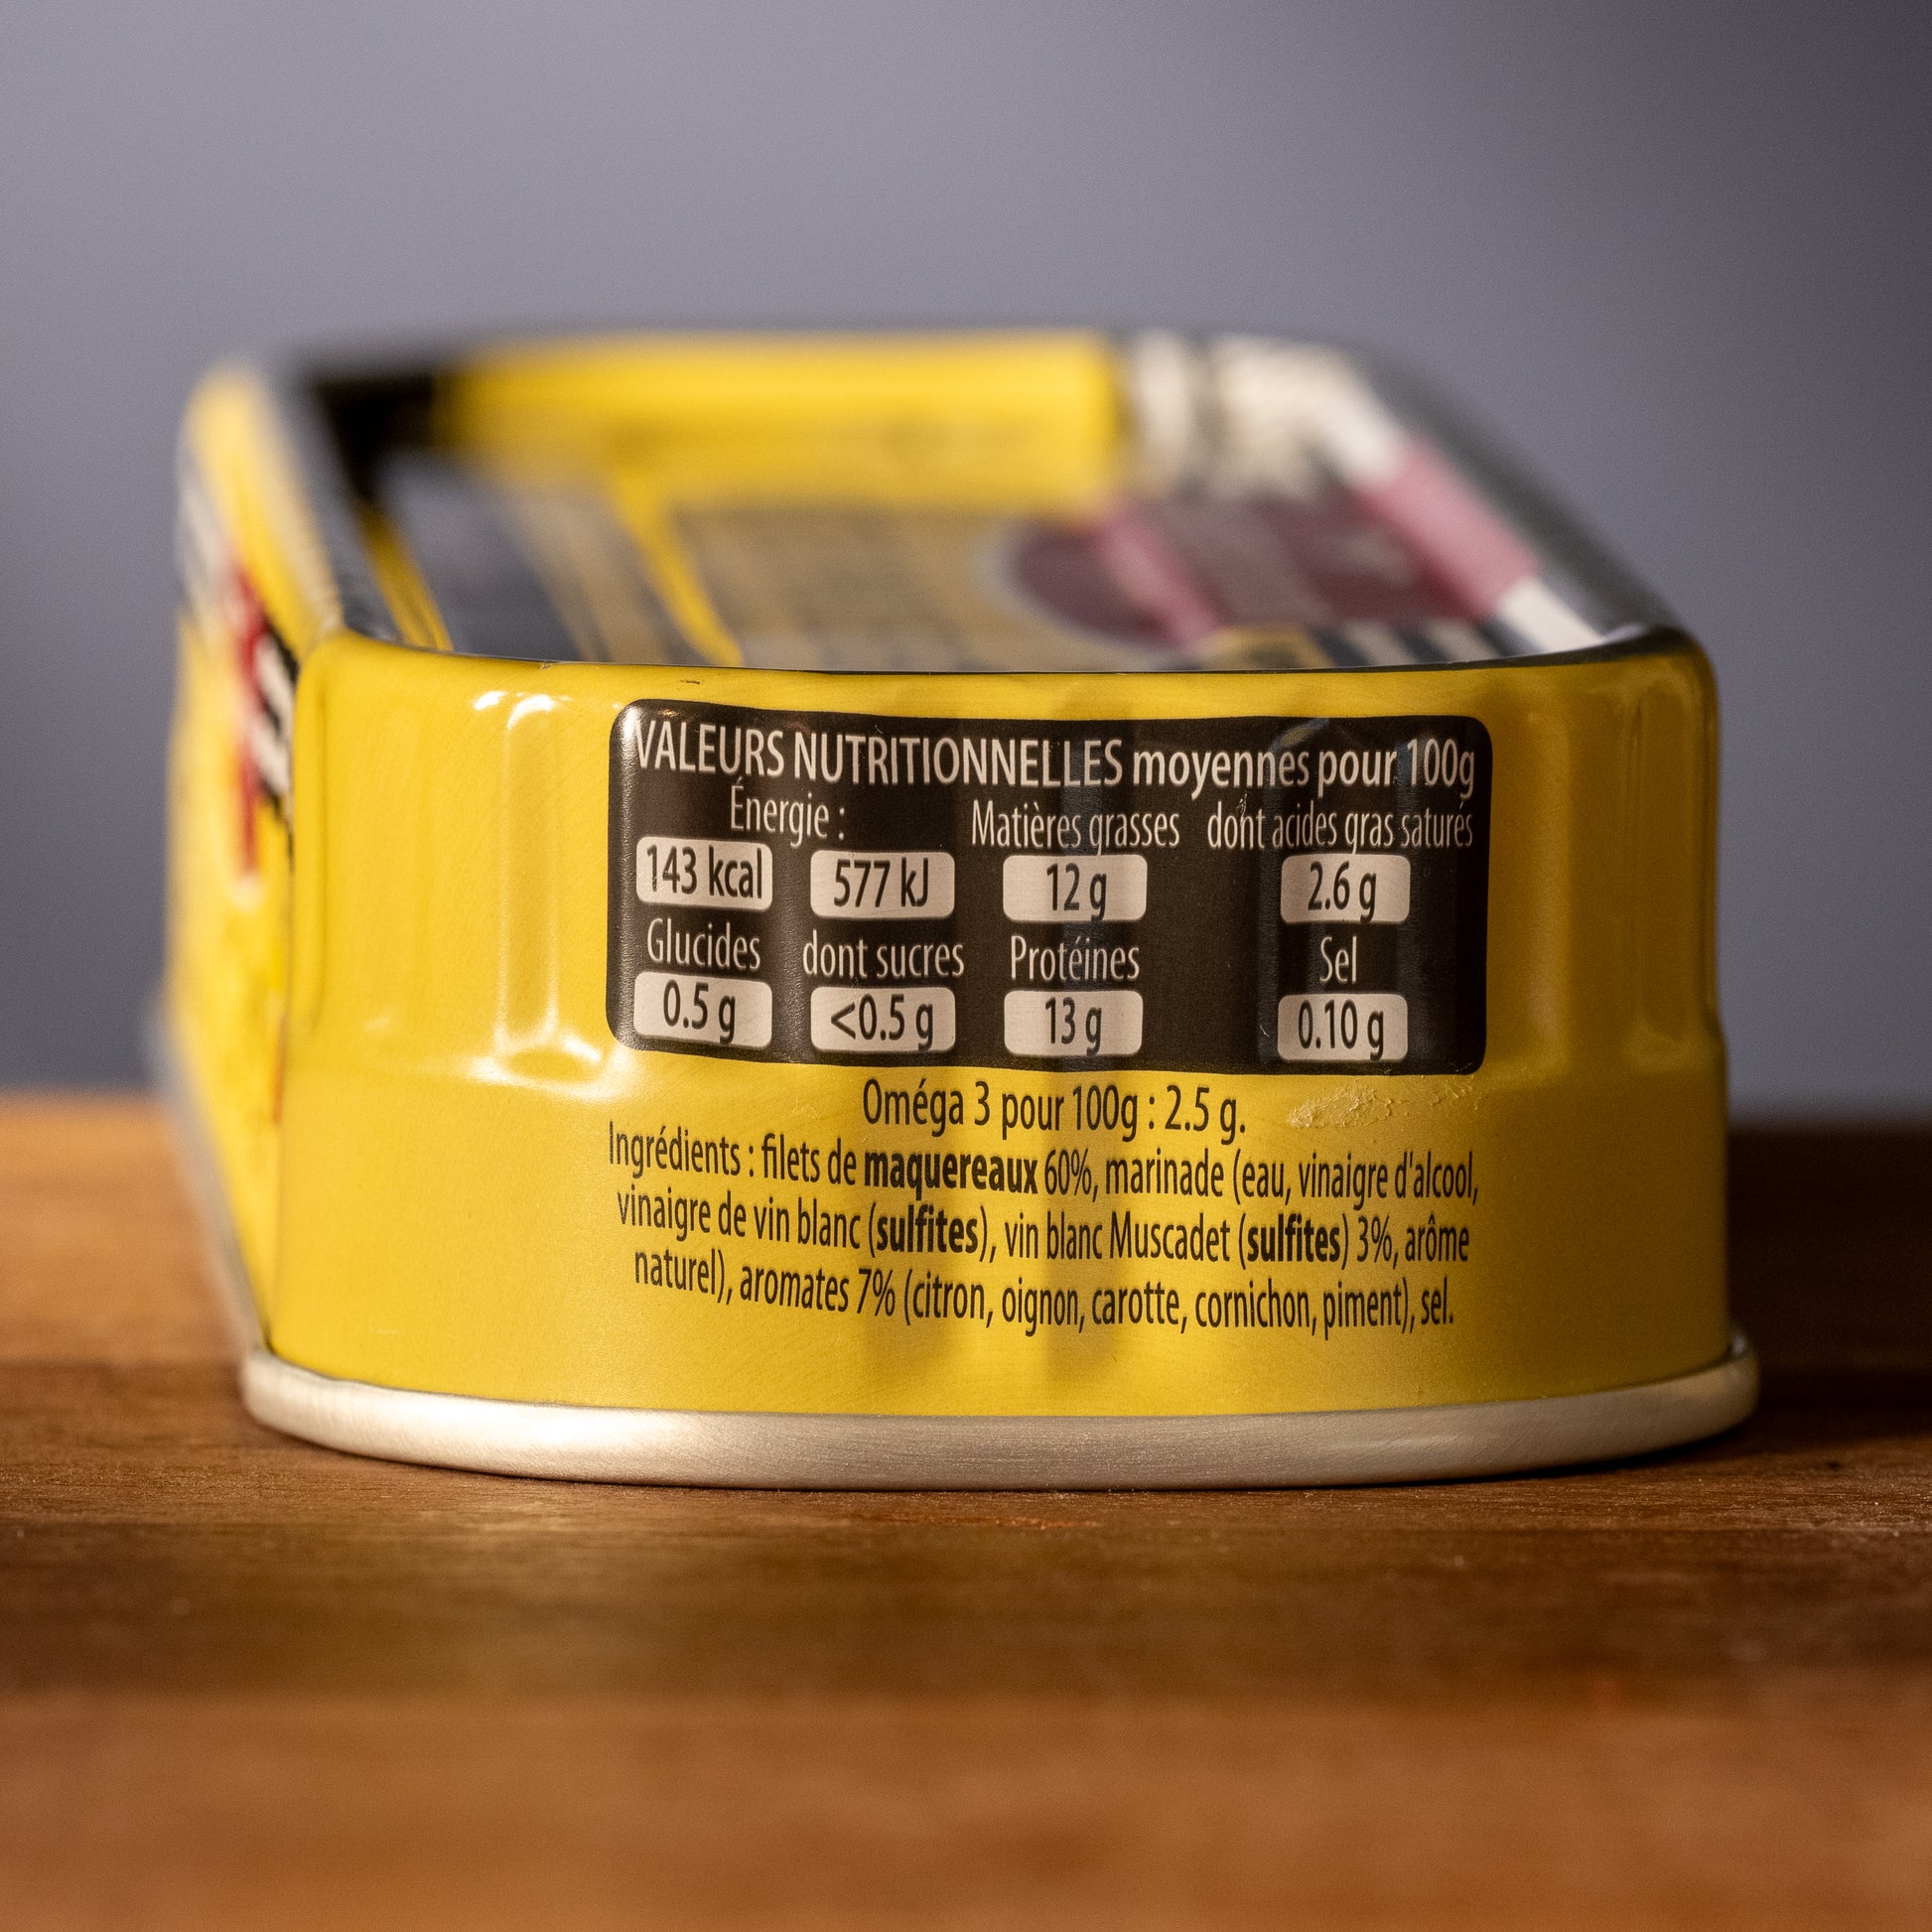 VALEURS NUTRITIONNELLES moyennes pour 100g
Énergie : Matières grasses dont acides gras saturés
143 kcal 577 kJ 12 g 2.6 g
Glucides dont sucres Protéines Sel
0.5 g <0.5 g 13 g 0.10 g
Oméga 3 pour 100g : 2.5 g.
Ingrédients : filets de maquereaux 60%, marinade (eau, vinaigre d'alcool,
vinaigre de vin blanc (sulfites), vin blanc Muscadet (sulfites) 3%, arôme
naturel), aromates 7% (citron, oignon, carotte, cornichon, piment), sel.